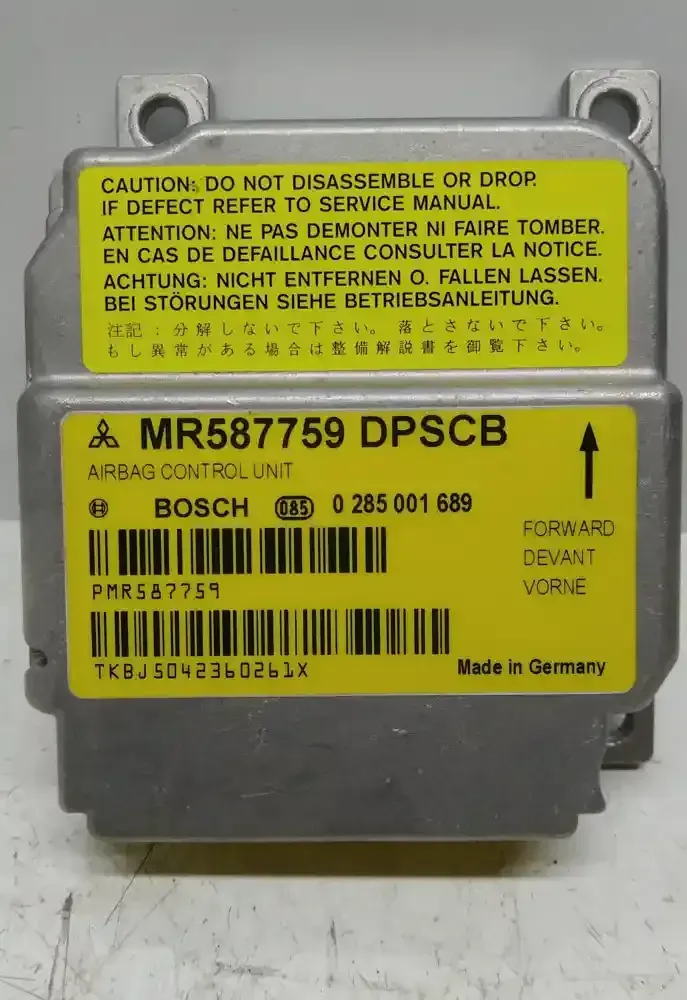 CAUTION: DO NOT DISASSEMBLE OR DROP.
IF DEFECT REFER TO SERVICE MANUAL.
ATTENTION: NE PAS DEMONTER NI FAIRE TOMBER.
EN CAS DE DEFAILLANCE CONSULTER LA NOTICE.
ACHTUNG: NICHT ENTFERNEN O. FALLEN LASSEN.
BEI STÖRUNGEN SIEHE BETRIEBSANLEITUNG.
注記：分解しないで下さい。落とさないで下さい。
もし異常がある場合は整備解説書を御覧下さい。
MR587759 DPSCB
AIRBAG CONTROL UNIT
BOSCH 085 0 285 001 689
FORWARD
DEVANT
VORNE
PMR587759
TKBJ5042360261X
Made in Germany